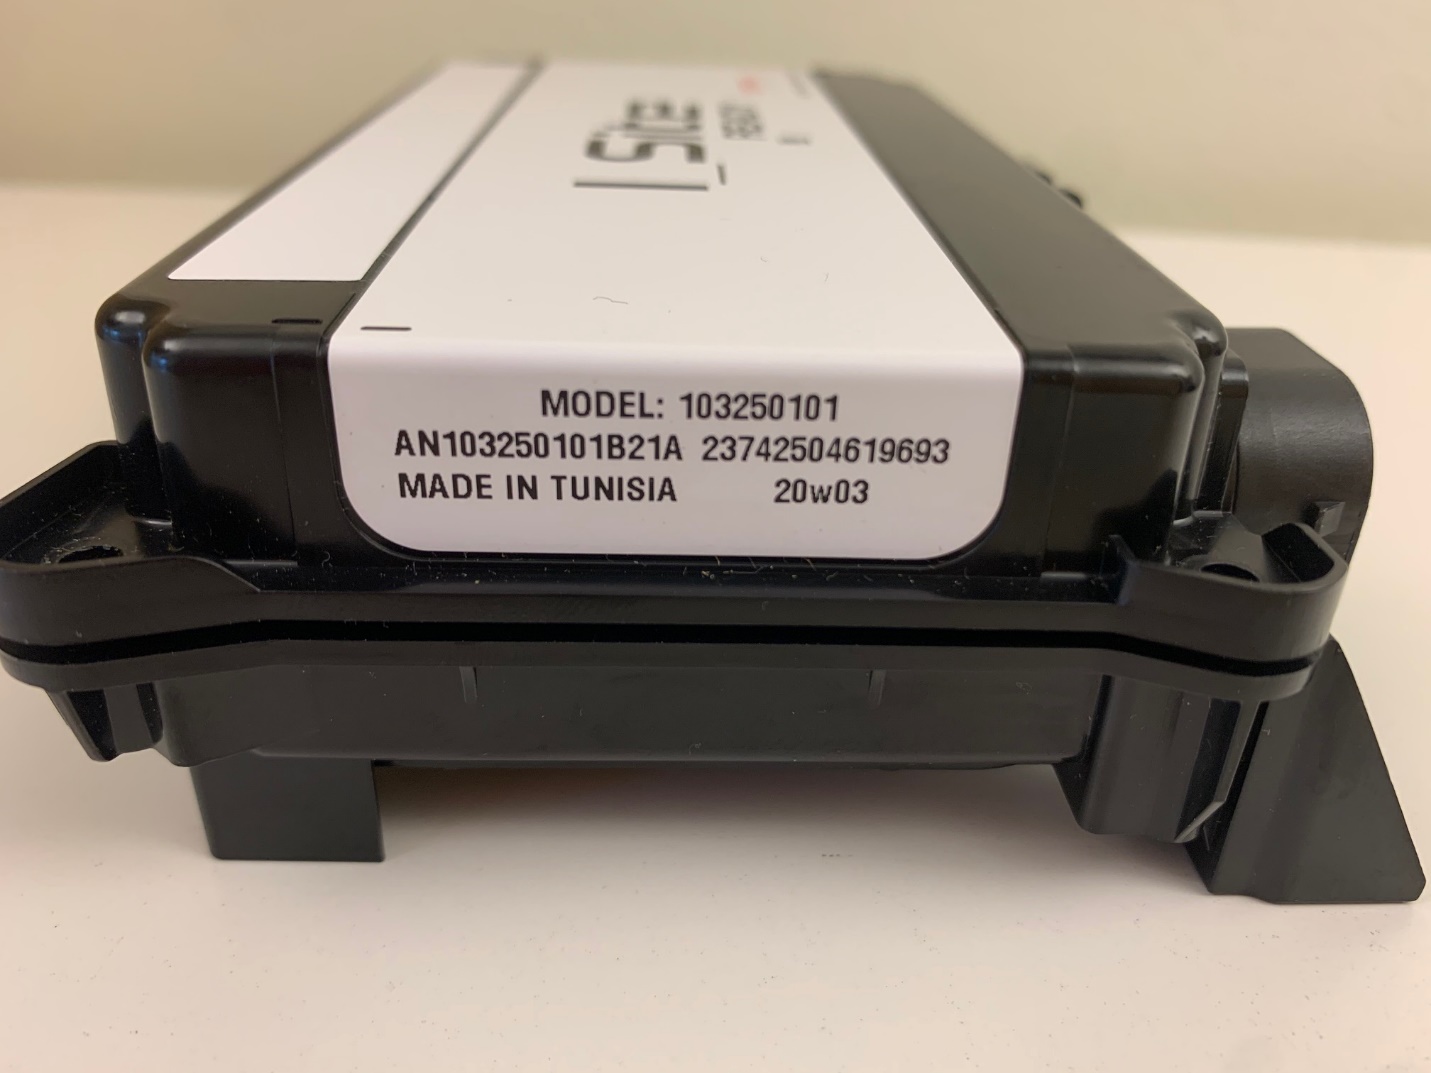 MODEL: 103250101
AN103250101B21A 23742504619693
MADE IN TUNISIA 20w03